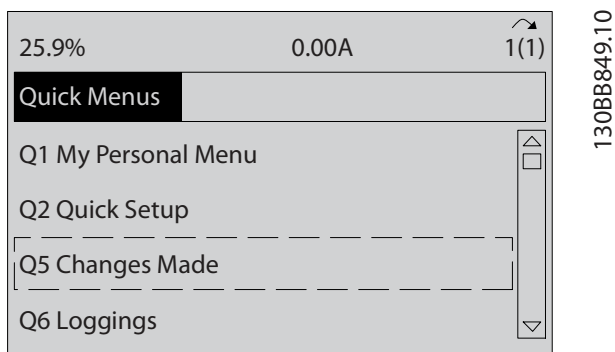 25.9% 0.00A 1(1)
Quick Menus
Q1 My Personal Menu
Q2 Quick Setup
Q5 Changes Made
Q6 Loggings
130BB849.10